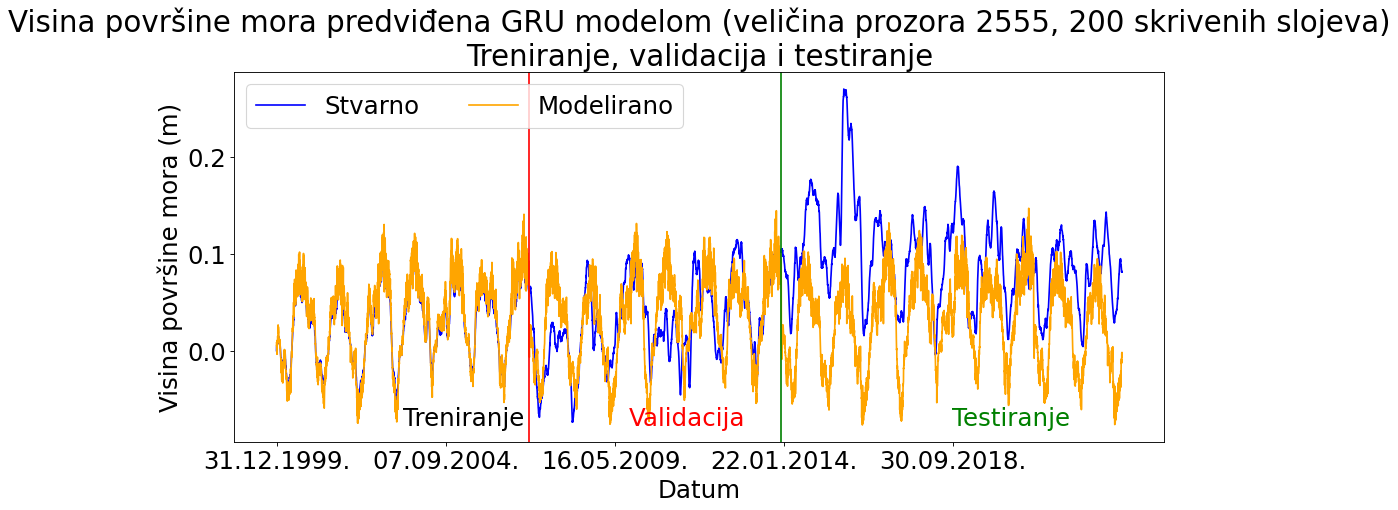 Visina površine mora predviđena GRU modelom (veličina prozora 2555, 200 skrivenih slojeva)
Treniranje, validacija i testiranje
Stvarno
Modelirano
Visina površine mora (m)
0.2
0.1
0.0
Treniranje
Validacija
Testiranje
31.12.1999.
07.09.2004.
16.05.2009.
22.01.2014.
30.09.2018.
Datum